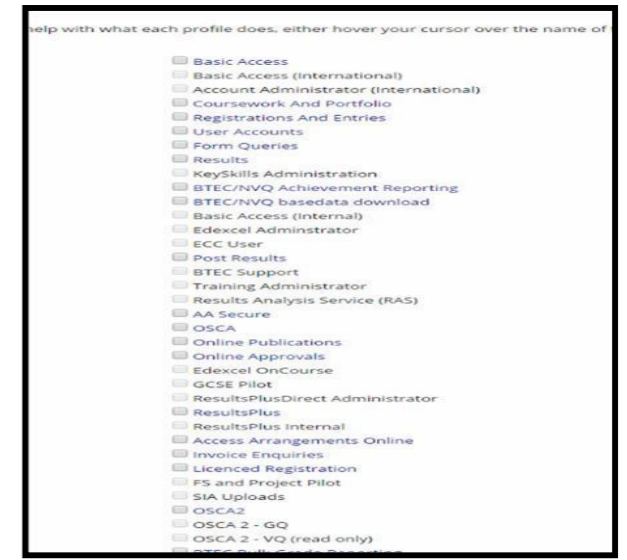 help with what each profile does, either hover your cursor over the name of
Basic Access
Basic Access (International)
Account Administrator (International)
Coursework And Portfolio
Registrations And Entries
User Accounts
Form Queries
Results
KeySkills Administration
BTEC/NVQ Achievement Reporting
BTEC/NVQ basedata download
Basic Access (Internal)
Edexcel Adminstrator
ECC User
Post Results
BTEC Support
Training Administrator
Results Analysis Service (RAS)
AA Secure
OSCA
Online Publications
Online Approvals
Edexcel OnCourse
GCSE Pilot
ResultsPlusDirect Administrator
ResultsPlus
ResultsPlus Internal
Access Arrangements Online
Invoice Enquiries
Licenced Registration
FS and Project Pilot
SIA Uploads
OSCA2
OSCA 2 - GQ
OSCA 2 - VQ (read only)
BTEC Bulk Grade Reporting